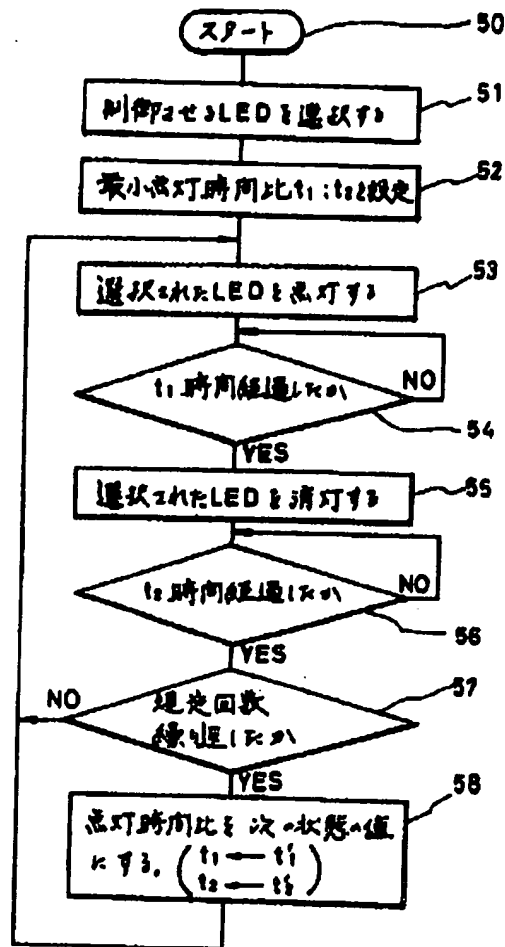 スタート
50
制御させるLEDを選択する
51
最小点灯時間比t₁:t₂を設定
52
選択されたLEDを点灯する
53
t₁時間経過したか
NO
54
YES
選択されたLEDを消灯する
55
t₂時間経過したか
NO
56
YES
57
NO
規定回数
繰り返したか
YES
58
点灯時間比を次の状態の値
にする。
(t₁ ← t₁'
t₂ ← t₂')